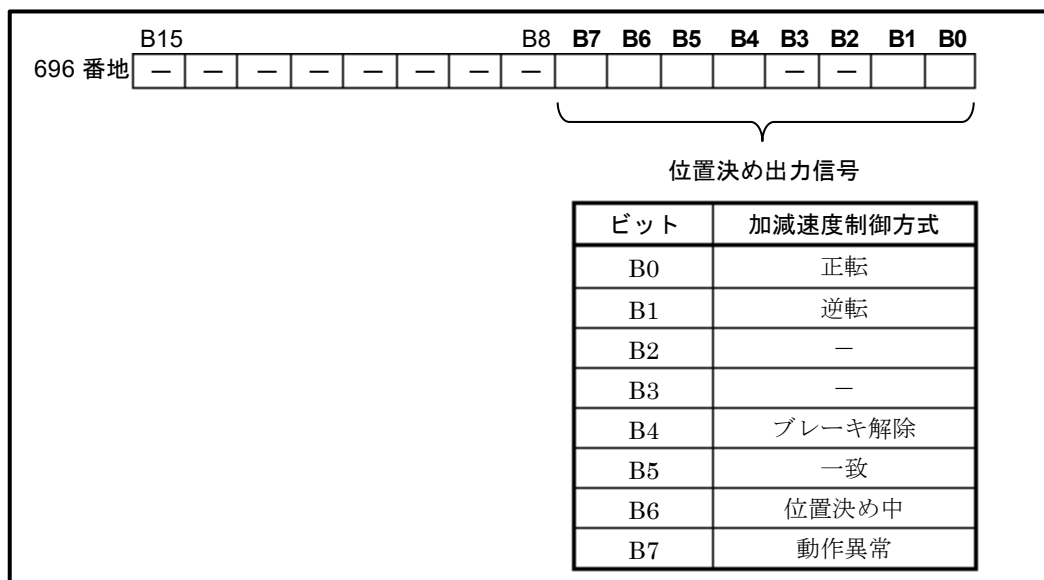 B15 B8 B7 B6 B5 B4 B3 B2 B1 B0
696 番地 － － － － － － － － － －
位置決め出力信号
ビット 加減速度制御方式
B0 正転
B1 逆転
B2 －
B3 －
B4 ブレーキ解除
B5 一致
B6 位置決め中
B7 動作異常